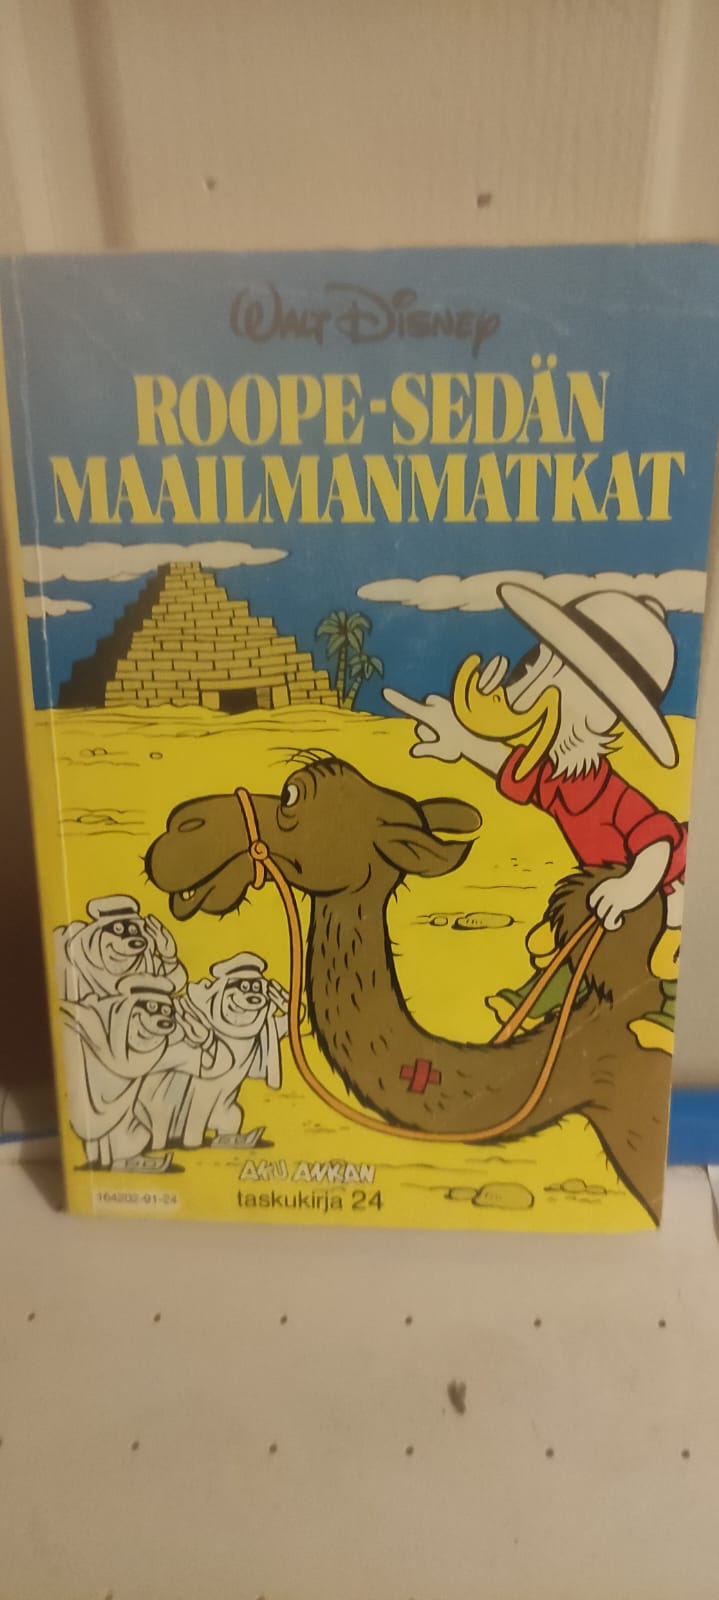 WALT DISNEY
ROOPE-SEDÄN
MAAILMANMATKAT
AKU ANKAN
164202-91-24
taskukirja 24